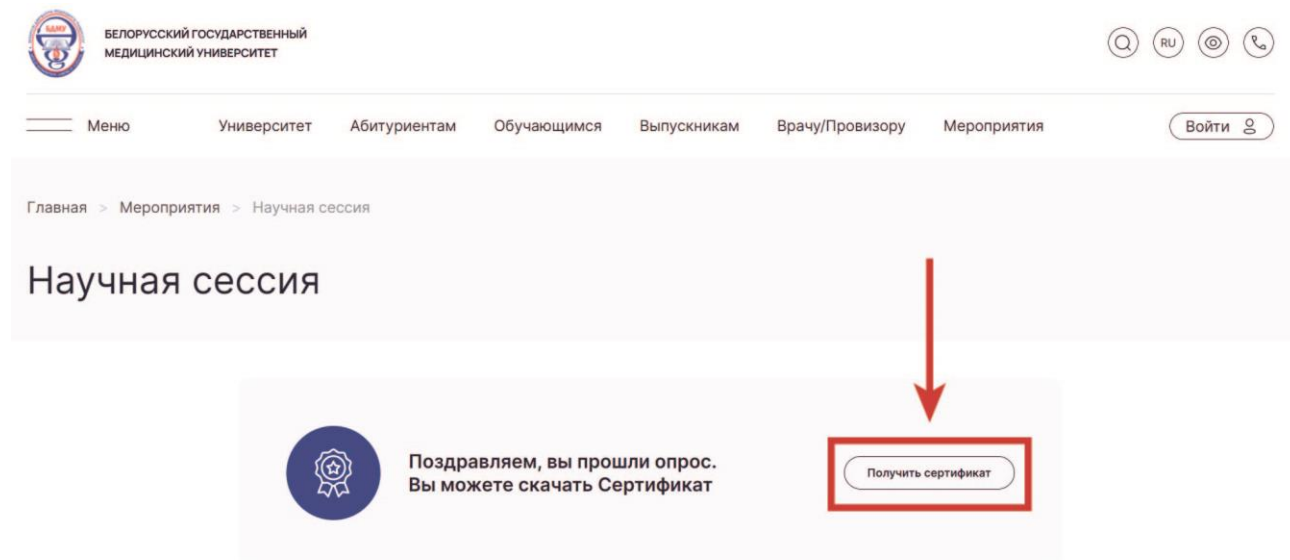 БДМУ
БЕЛОРУССКИЙ ГОСУДАРСТВЕННЫЙ
МЕДИЦИНСКИЙ УНИВЕРСИТЕТ
RU
Меню Университет Абитуриентам Обучающимся Выпускникам Врачу/Провизору Мероприятия Войти
Главная > Мероприятия > Научная сессия
Научная сессия
Поздравляем, вы прошли опрос.
Вы можете скачать Сертификат
Получить сертификат